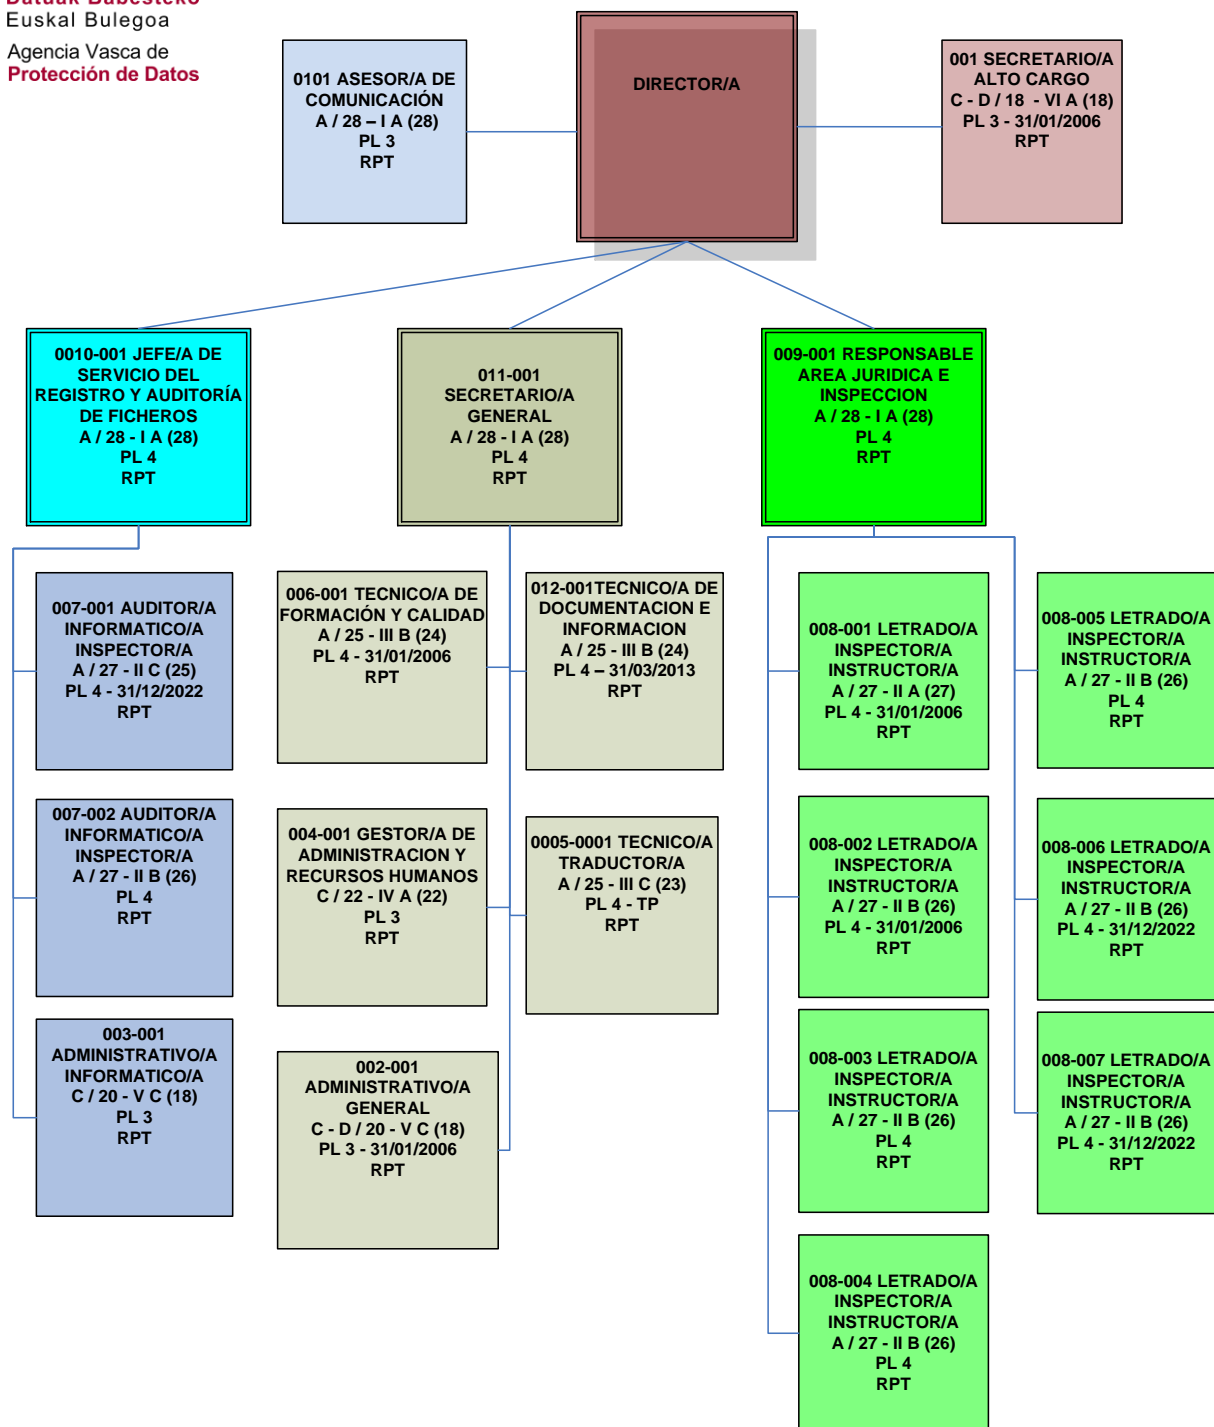 Datuak Babesteko
Euskal Bulegoa
Agencia Vasca de
Protección de Datos
0101 ASESOR/A DE
COMUNICACIÓN
A / 28 – I A (28)
PL 3
RPT
DIRECTOR/A
001 SECRETARIO/A
ALTO CARGO
C - D / 18 - VI A (18)
PL 3 - 31/01/2006
RPT
0010-001 JEFE/A DE
SERVICIO DEL
REGISTRO Y AUDITORÍA
DE FICHEROS
A / 28 - I A (28)
PL 4
RPT
011-001
SECRETARIO/A
GENERAL
A / 28 - I A (28)
PL 4
RPT
009-001 RESPONSABLE
AREA JURIDICA E
INSPECCION
A / 28 - I A (28)
PL 4
RPT
007-001 AUDITOR/A
INFORMATICO/A
INSPECTOR/A
A / 27 - II C (25)
PL 4 - 31/12/2022
RPT
006-001 TECNICO/A DE
FORMACIÓN Y CALIDAD
A / 25 - III B (24)
PL 4 - 31/01/2006
RPT
012-001TECNICO/A DE
DOCUMENTACION E
INFORMACION
A / 25 - III B (24)
PL 4 – 31/03/2013
RPT
008-001 LETRADO/A
INSPECTOR/A
INSTRUCTOR/A
A / 27 - II A (27)
PL 4 - 31/01/2006
RPT
008-005 LETRADO/A
INSPECTOR/A
INSTRUCTOR/A
A / 27 - II B (26)
PL 4
RPT
007-002 AUDITOR/A
INFORMATICO/A
INSPECTOR/A
A / 27 - II B (26)
PL 4
RPT
004-001 GESTOR/A DE
ADMINISTRACION Y
RECURSOS HUMANOS
C / 22 - IV A (22)
PL 3
RPT
0005-0001 TECNICO/A
TRADUCTOR/A
A / 25 - III C (23)
PL 4 - TP
RPT
008-002 LETRADO/A
INSPECTOR/A
INSTRUCTOR/A
A / 27 - II B (26)
PL 4 - 31/01/2006
RPT
008-006 LETRADO/A
INSPECTOR/A
INSTRUCTOR/A
A / 27 - II B (26)
PL 4 - 31/12/2022
RPT
003-001
ADMINISTRATIVO/A
INFORMATICO/A
C / 20 - V C (18)
PL 3
RPT
002-001
ADMINISTRATIVO/A
GENERAL
C - D / 20 - V C (18)
PL 3 - 31/01/2006
RPT
008-003 LETRADO/A
INSPECTOR/A
INSTRUCTOR/A
A / 27 - II B (26)
PL 4
RPT
008-007 LETRADO/A
INSPECTOR/A
INSTRUCTOR/A
A / 27 - II B (26)
PL 4 - 31/12/2022
RPT
008-004 LETRADO/A
INSPECTOR/A
INSTRUCTOR/A
A / 27 - II B (26)
PL 4
RPT